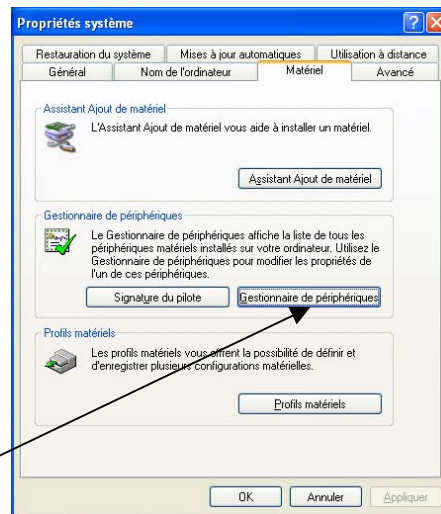 Propriétés système
Restauration du système Mises à jour automatiques Utilisation à distance
Général Nom de l'ordinateur Matériel Avancé
Assistant Ajout de matériel
L'Assistant Ajout de matériel vous aide à installer un matériel.
Assistant Ajout de matériel
Gestionnaire de périphériques
Le Gestionnaire de périphériques affiche la liste de tous les
périphériques matériels installés sur votre ordinateur. Utilisez le
Gestionnaire de périphériques pour modifier les propriétés de
l'un de ces périphériques.
Signature du pilote Gestionnaire de périphériques
Profils matériels
Les profils matériels vous offrent la possibilité de définir et
d'enregistrer plusieurs configurations matérielles.
Profils matériels
OK Annuler Appliquer